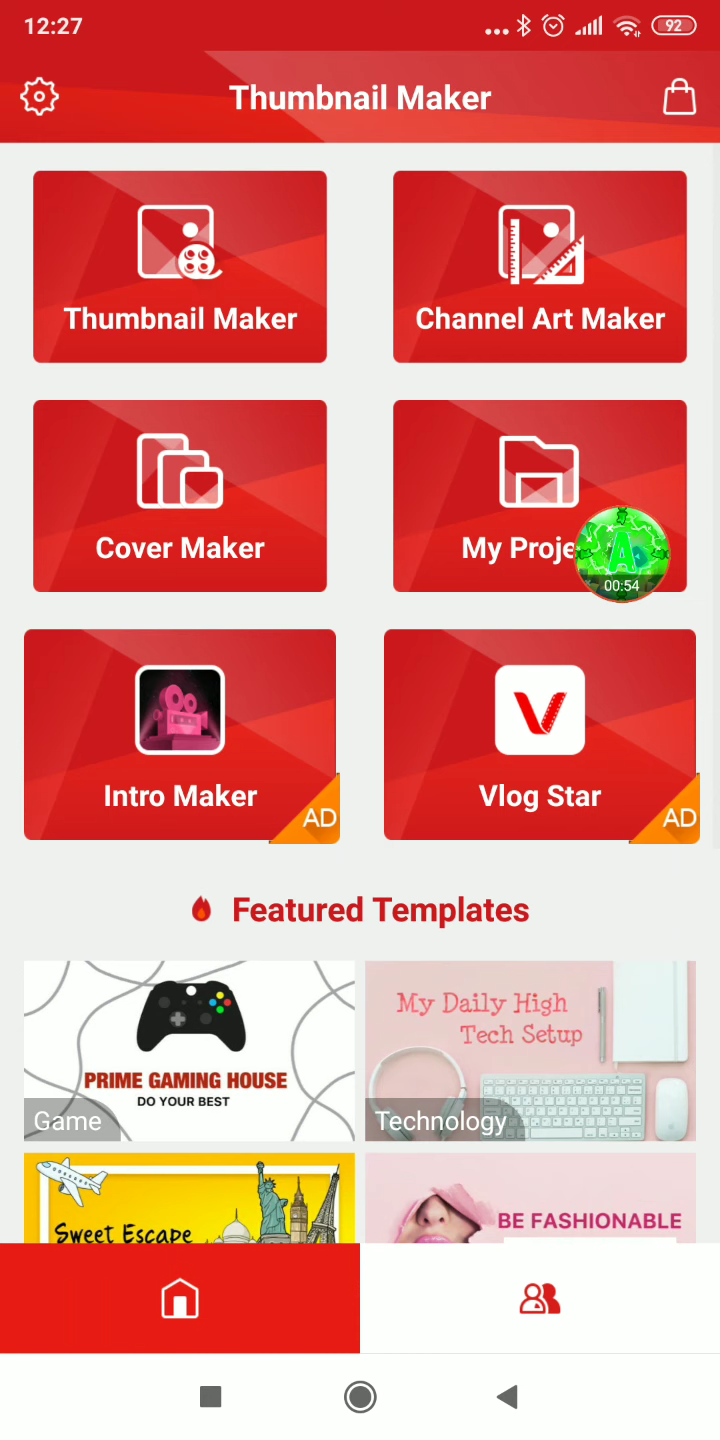 12:27
92
Thumbnail Maker
Thumbnail Maker
Channel Art Maker
Cover Maker
My Proje
A
00:54
Intro Maker
AD
Vlog Star
AD
Featured Templates
PRIME GAMING HOUSE
DO YOUR BEST
Game
My Daily High
Tech Setup
Technology
Sweet Escape
BE FASHIONABLE